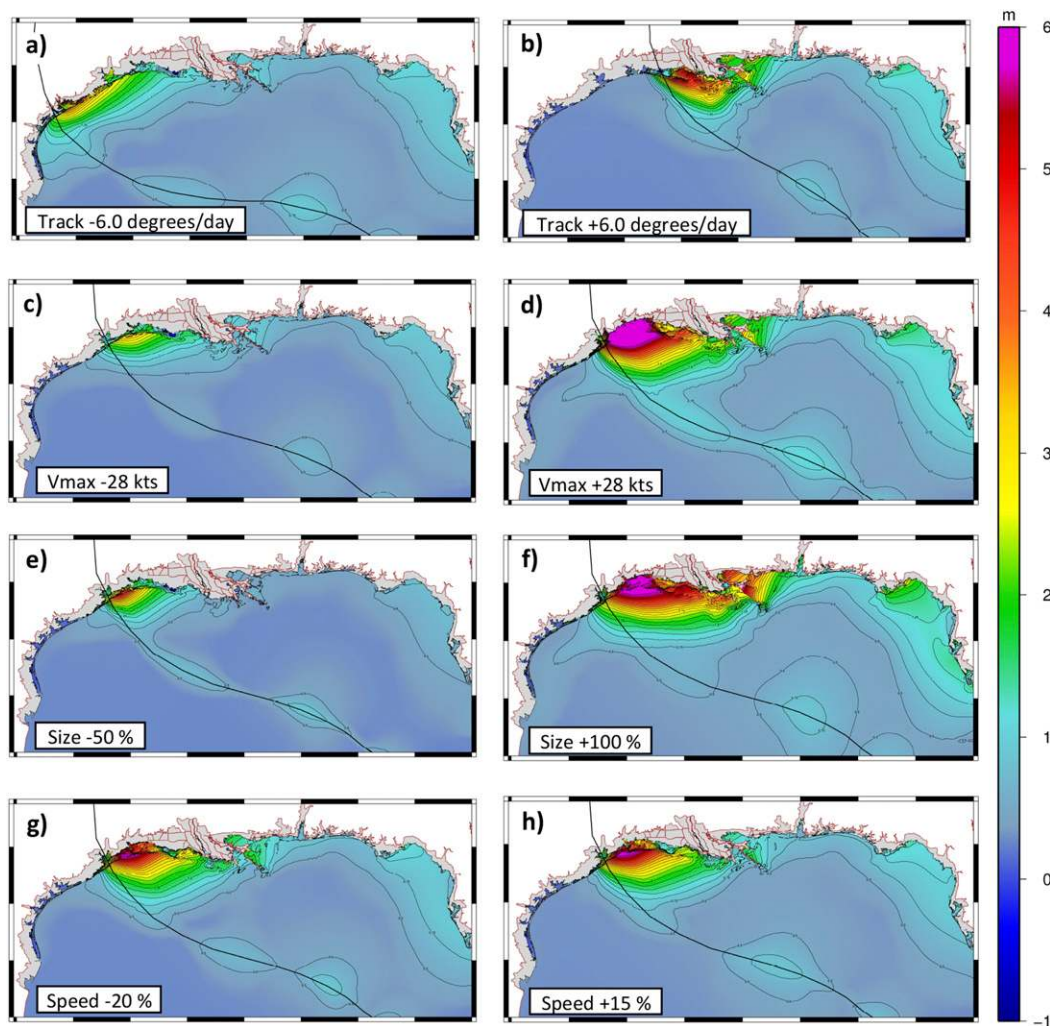 m
a)
b)
6
Track -6.0 degrees/day
Track +6.0 degrees/day
5
c)
d)
4
Vmax -28 kts
Vmax +28 kts
3
e)
f)
2
Size -50 %
Size +100 %
1
g)
h)
0
Speed -20 %
Speed +15 %
-1